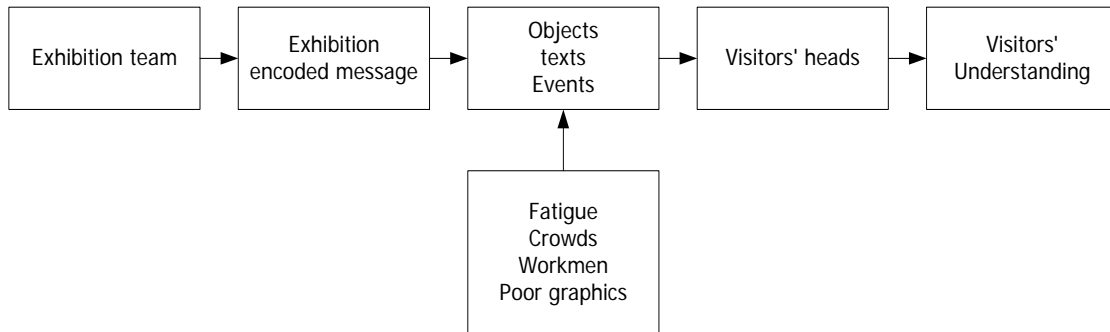 Exhibition team
Exhibition
encoded message
Objects
texts
Events
Visitors' heads
Visitors'
Understanding
Fatigue
Crowds
Workmen
Poor graphics